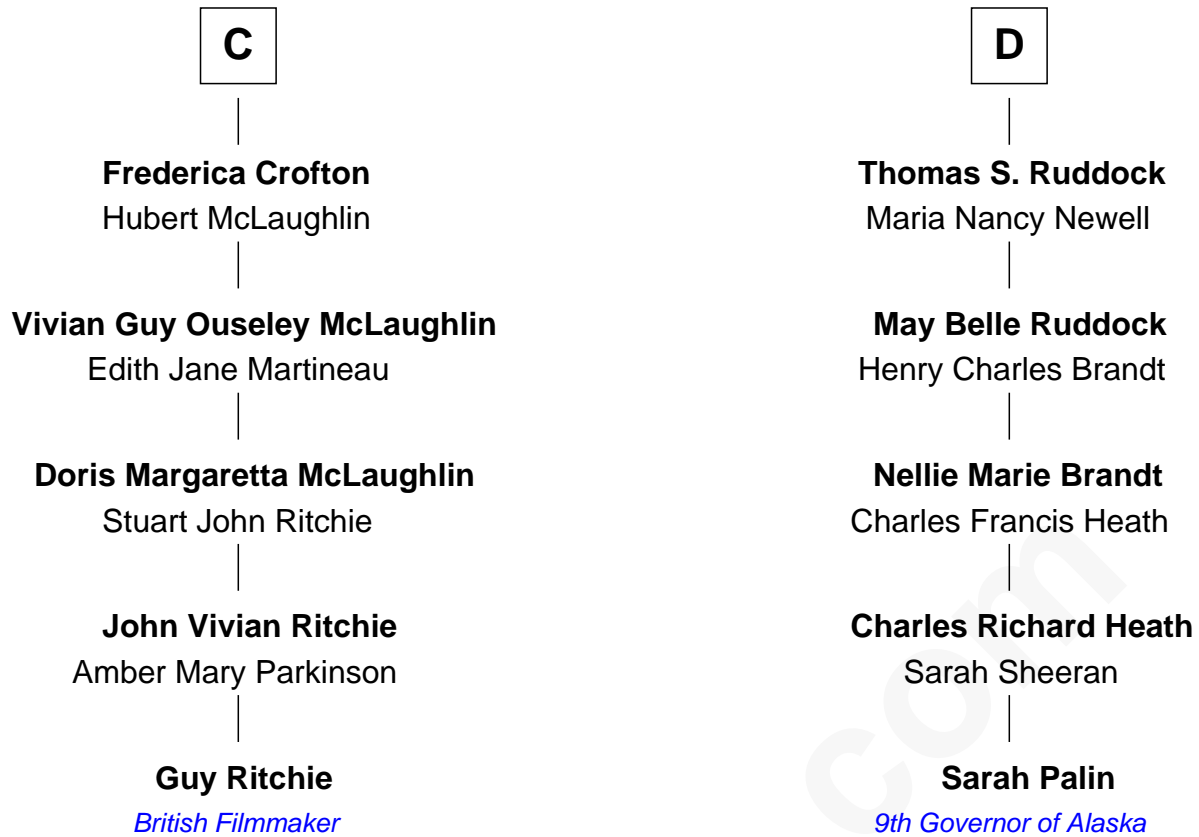 C
Frederica Crofton
Hubert McLaughlin
Vivian Guy Ouseley McLaughlin
Edith Jane Martineau
Doris Margaretta McLaughlin
Stuart John Ritchie
John Vivian Ritchie
Amber Mary Parkinson
Guy Ritchie
British Filmmaker
D
Thomas S. Ruddock
Maria Nancy Newell
May Belle Ruddock
Henry Charles Brandt
Nellie Marie Brandt
Charles Francis Heath
Charles Richard Heath
Sarah Sheeran
Sarah Palin
9th Governor of Alaska
com